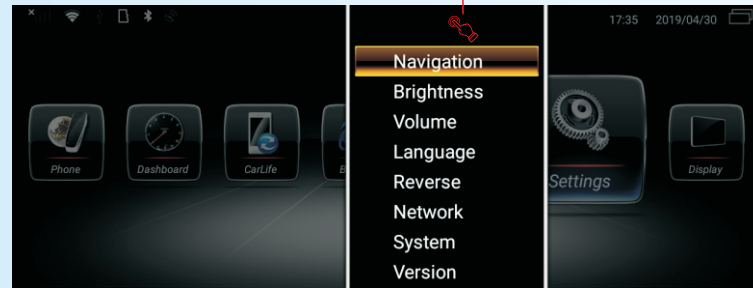 17:35 2019/04/30
Navigation
Brightness
Volume
Language
Reverse
Network
System
Version
Phone
Dashboard
CarLife
B
Settings
Display